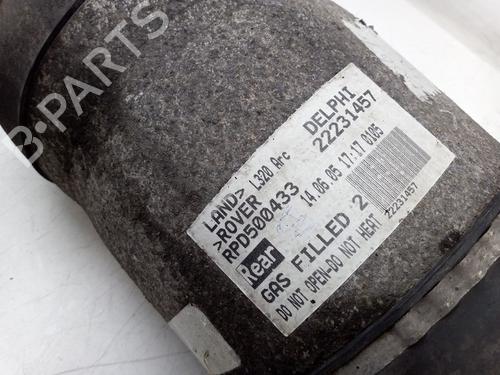 B-PARTS
LAND> L320 Arc DELPHI
>ROVER 22231457
RPD500433 14.06.05 17:17 0105
Rear GAS FILLED 2
DO NOT OPEN-DO NOT HEAT 22231457